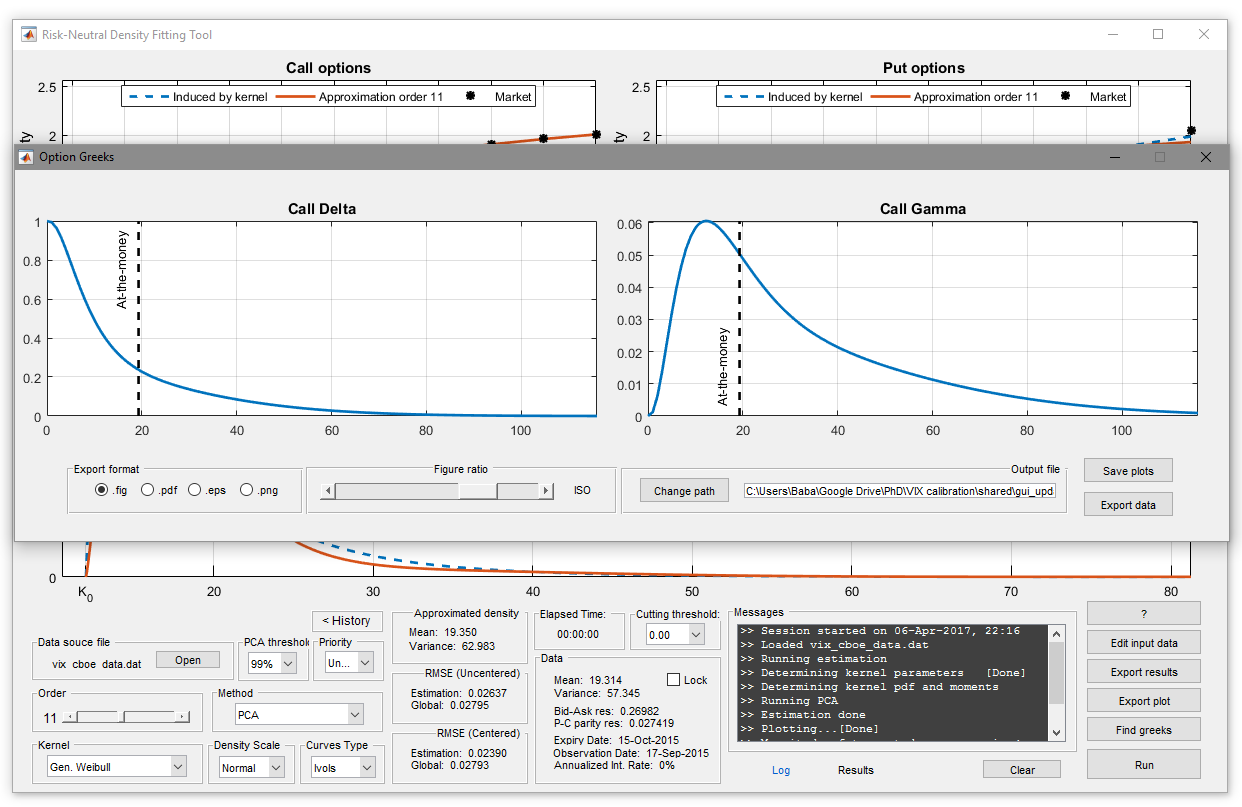 Risk-Neutral Density Fitting Tool
Call options
Put options
2.5
2
ty
Induced by kernel Approximation order 11 Market
2.5
2
ty
Induced by kernel Approximation order 11 Market
Option Greeks
Call Delta
1
0.8
0.6
0.4
0.2
0
At-the-money
0 20 40 60 80 100
Call Gamma
0.06
0.05
0.04
0.03
0.02
0.01
0
At-the-money
0 20 40 60 80 100
Export format
.fig .pdf .eps .png
Figure ratio
ISO
Output file
Change path
C:\Users\Baba\Google Drive\PhD\VIX calibration\shared\gui_upd
Save plots
Export data
0
K0 20 30 40 50 60 70 80
< History
Data souce file
vix_cboe_data.dat
Open
PCA threshol
99%
Priority
Un...
Order
11
Method
PCA
Kernel
Gen. Weibull
Density Scale
Normal
Curves Type
Ivols
Approximated density
Mean: 19.350
Variance: 62.983
RMSE (Uncentered)
Estimation: 0.02637
Global: 0.02795
RMSE (Centered)
Estimation: 0.02390
Global: 0.02793
Elapsed Time:
00:00:00
Cutting threshold:
0.00
Data
Mean: 19.314
Variance: 57.345
Lock
Bid-Ask res: 0.26982
P-C parity res: 0.027419
Expiry Date: 15-Oct-2015
Observation Date: 17-Sep-2015
Annualized Int. Rate: 0%
Messages
>> Session started on 06-Apr-2017, 22:16
>> Loaded vix_cboe_data.dat
>> Running estimation
>> Determining kernel parameters [Done]
>> Determining kernel pdf and moments
>> Running PCA
>> Estimation done
>> Plotting...[Done]
Log
Results
Clear
?
Edit input data
Export results
Export plot
Find greeks
Run